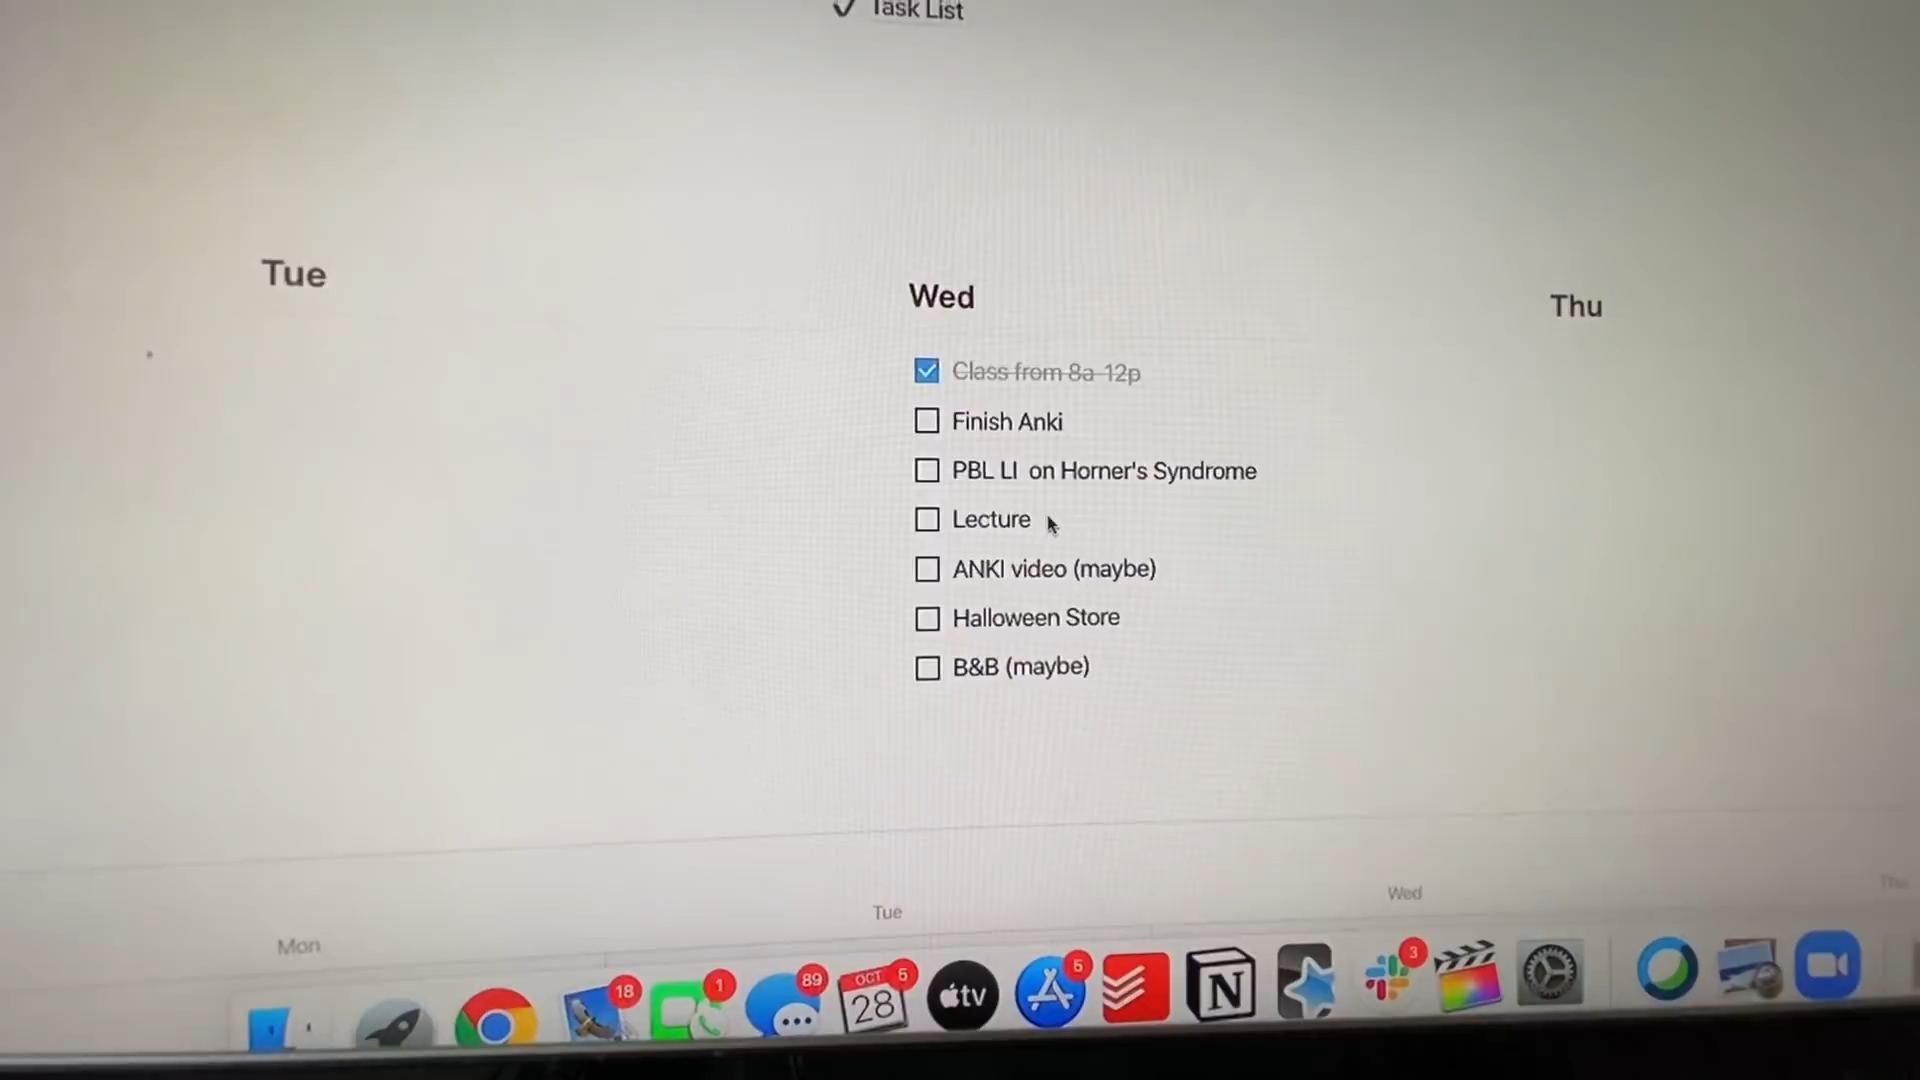 Task List
Tue
Wed
Thu
Class from 8a-12p
Finish Anki
PBL LI on Horner's Syndrome
Lecture
ANKI video (maybe)
Halloween Store
B&B (maybe)
Mon
Tue
Wed
Thu
18
1
89
OCT
28
5
tv
5
N
3